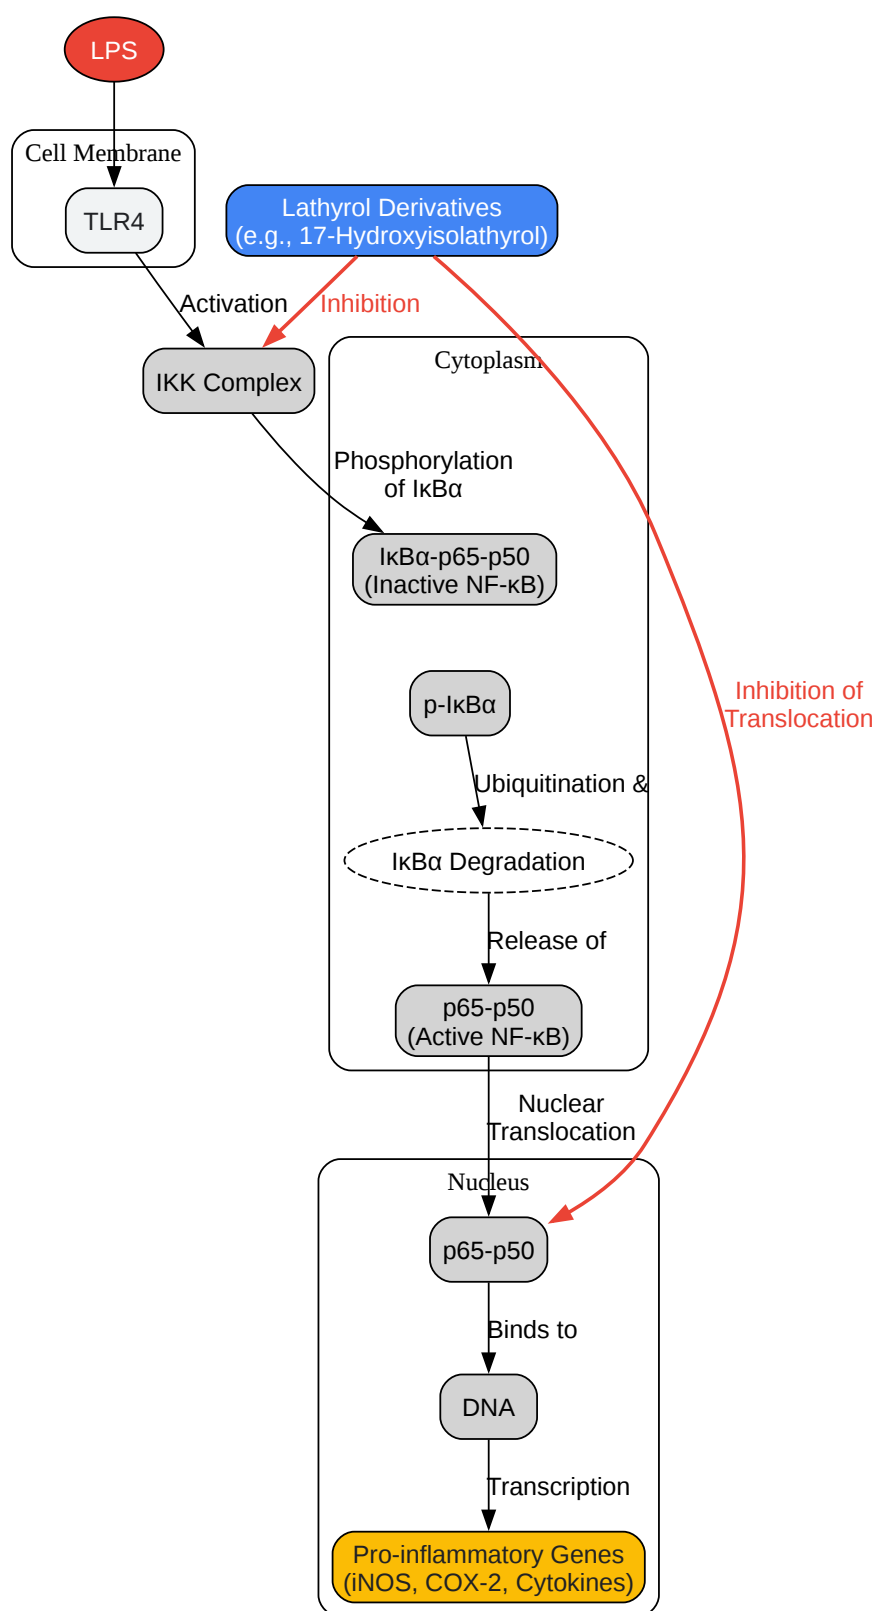 LPS
Cell Membrane
TLR4
Lathyrol Derivatives
(e.g., 17-Hydroxyisolathyrol)
Activation
Inhibition
IKK Complex
Cytoplasm
Phosphorylation
of IκBα
IκBα-p65-p50
(Inactive NF-κB)
p-IκBα
Inhibition of
Translocation
Ubiquitination &
IκBα Degradation
Release of
p65-p50
(Active NF-κB)
Nuclear
Translocation
Nucleus
p65-p50
Binds to
DNA
Transcription
Pro-inflammatory Genes
(iNOS, COX-2, Cytokines)